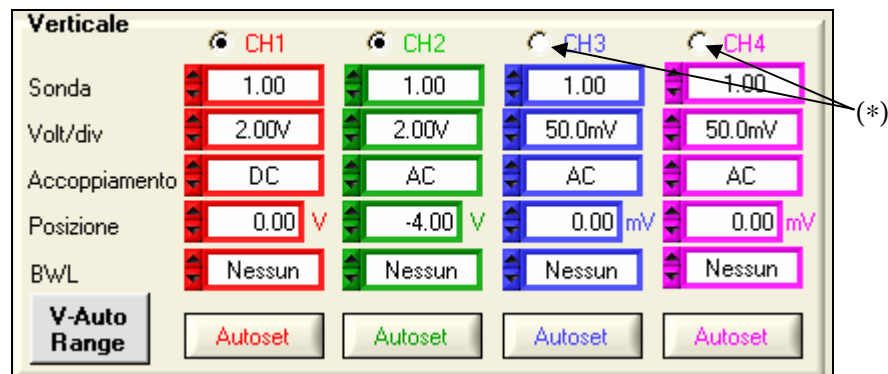 Verticale
CH1 CH2 CH3 CH4
Sonda 1.00 1.00 1.00 1.00
(*)
Volt/div 2.00V 2.00V 50.0mV 50.0mV
Accoppiamento DC AC AC AC
Posizione 0.00 V -4.00 V 0.00 mV 0.00 mV
BWL Nessun Nessun Nessun Nessun
V-Auto
Range
Autoset Autoset Autoset Autoset